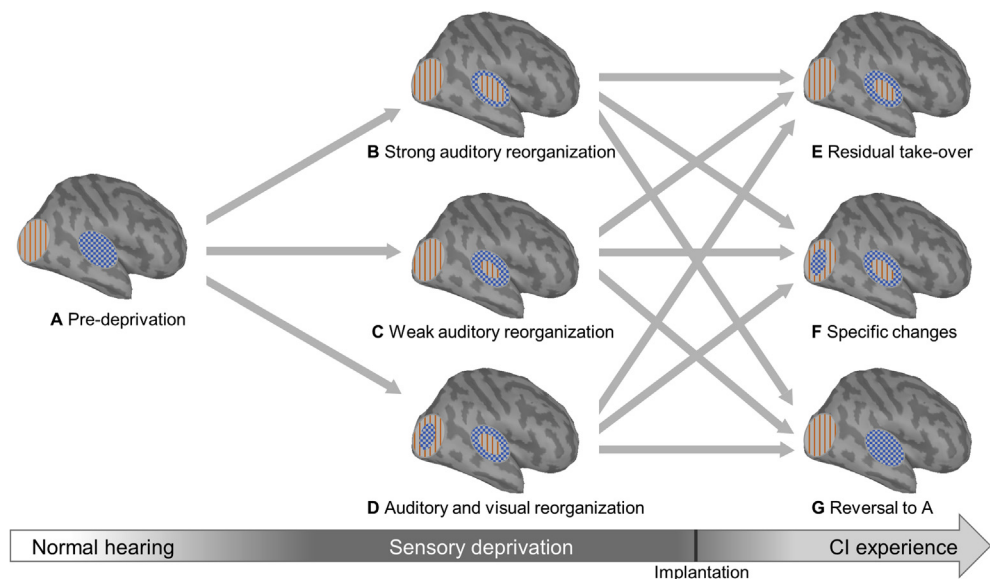 B Strong auditory reorganization
E Residual take-over
A Pre-deprivation
C Weak auditory reorganization
F Specific changes
D Auditory and visual reorganization
G Reversal to A
Normal hearing
Sensory deprivation
CI experience
Implantation